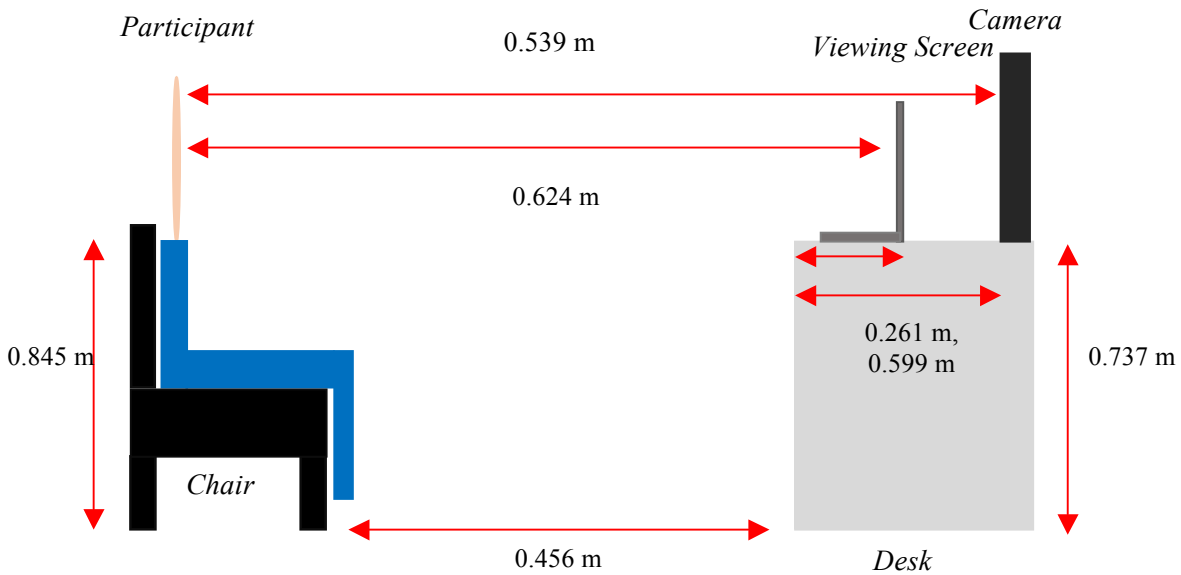 Participant
0.539 m
Camera
Viewing Screen
0.624 m
0.845 m
0.261 m,
0.599 m
0.737 m
Chair
0.456 m
Desk